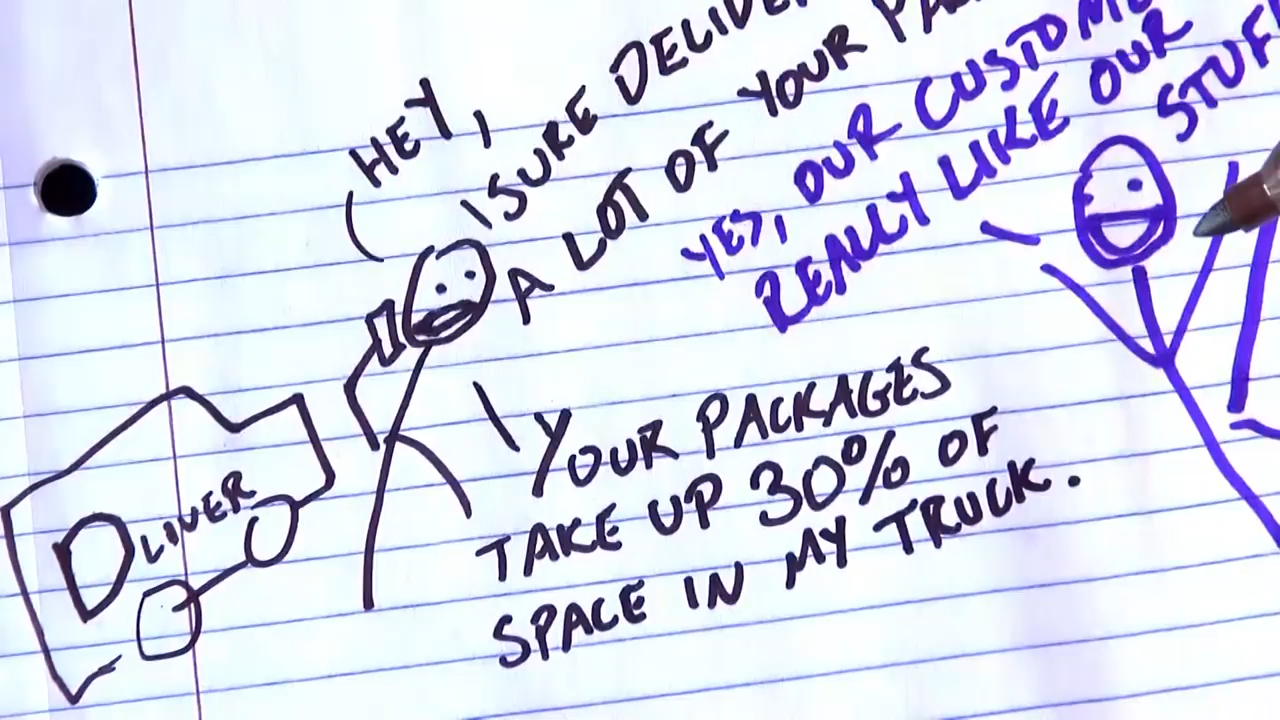 HEY,
I SURE DELIVER
A LOT OF YOUR
YES, OUR CUSTOME
REALLY LIKE OUR
STUFF
YOUR PACKAGES
TAKE UP 30% OF
SPACE IN MY TRUCK.
DLIVER